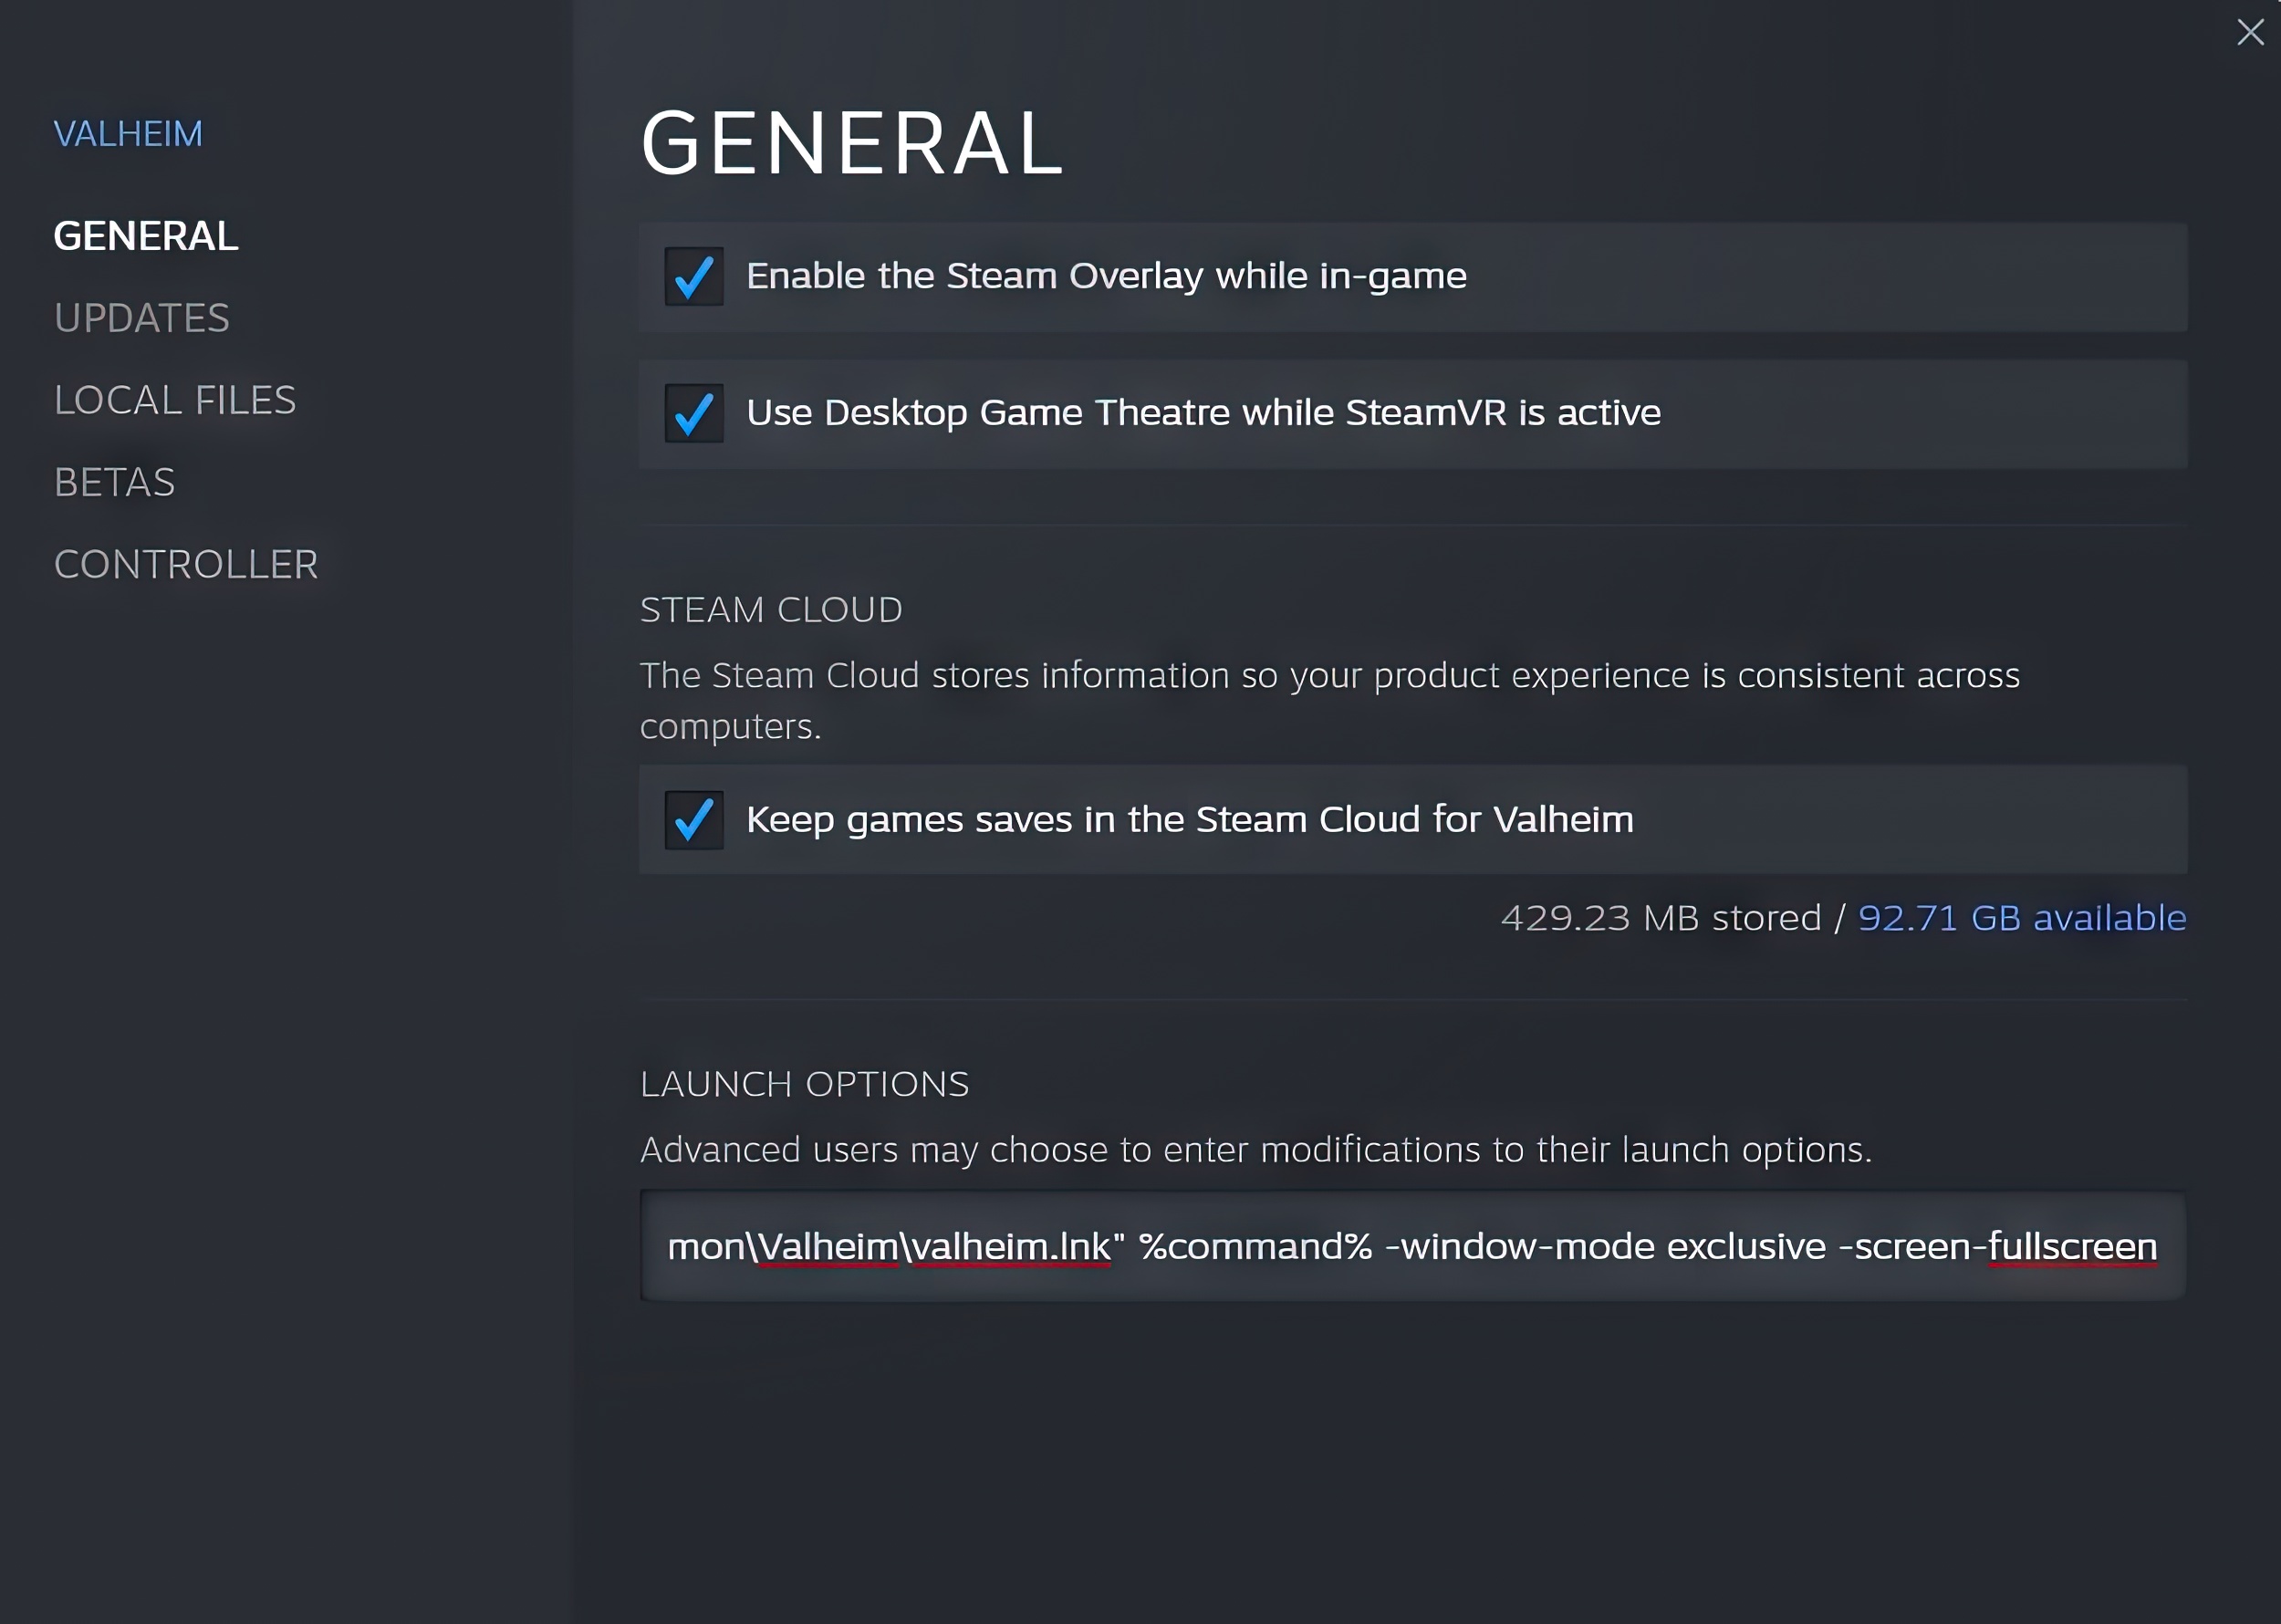 VALHEIM
GENERAL
UPDATES
LOCAL FILES
BETAS
CONTROLLER
GENERAL
Enable the Steam Overlay while in-game
Use Desktop Game Theatre while SteamVR is active
STEAM CLOUD
The Steam Cloud stores information so your product experience is consistent across
computers.
Keep games saves in the Steam Cloud for Valheim
429.23 MB stored / 92.71 GB available
LAUNCH OPTIONS
Advanced users may choose to enter modifications to their launch options.
mon\Valheim\valheim.lnk" %command% -window-mode exclusive -screen-fullscreen